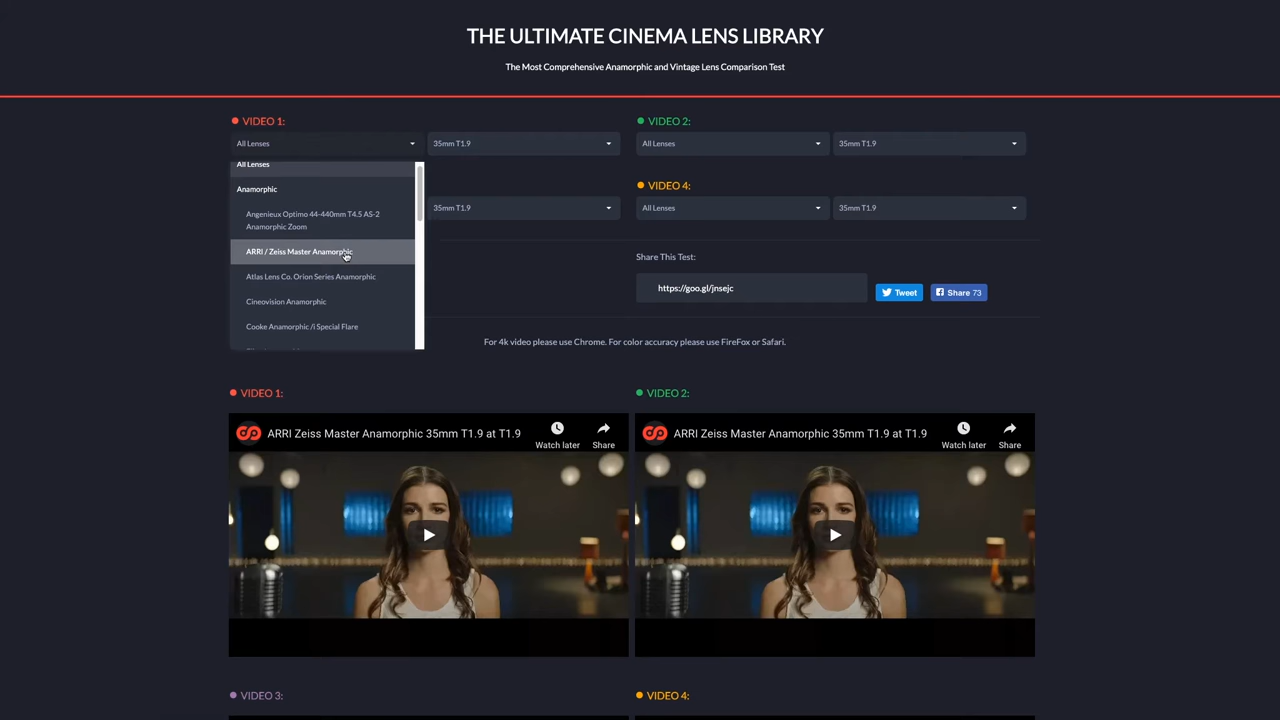 THE ULTIMATE CINEMA LENS LIBRARY
The Most Comprehensive Anamorphic and Vintage Lens Comparison Test
VIDEO 1:
All Lenses
35mm T1.9
VIDEO 2:
All Lenses
35mm T1.9
All Lenses
Anamorphic
Angenieux Optimo 44-440mm T4.5 AS-2
Anamorphic Zoom
ARRI / Zeiss Master Anamorphic
Atlas Lens Co. Orion Series Anamorphic
Cineovision Anamorphic
Cooke Anamorphic /i Special Flare
35mm T1.9
VIDEO 4:
All Lenses
35mm T1.9
Share This Test:
https://goo.gl/jnsejc
Tweet
Share 73
For 4k video please use Chrome. For color accuracy please use FireFox or Safari.
VIDEO 1:
ARRI Zeiss Master Anamorphic 35mm T1.9 at T1.9
Watch later
Share
VIDEO 2:
ARRI Zeiss Master Anamorphic 35mm T1.9 at T1.9
Watch later
Share
VIDEO 3:
VIDEO 4: